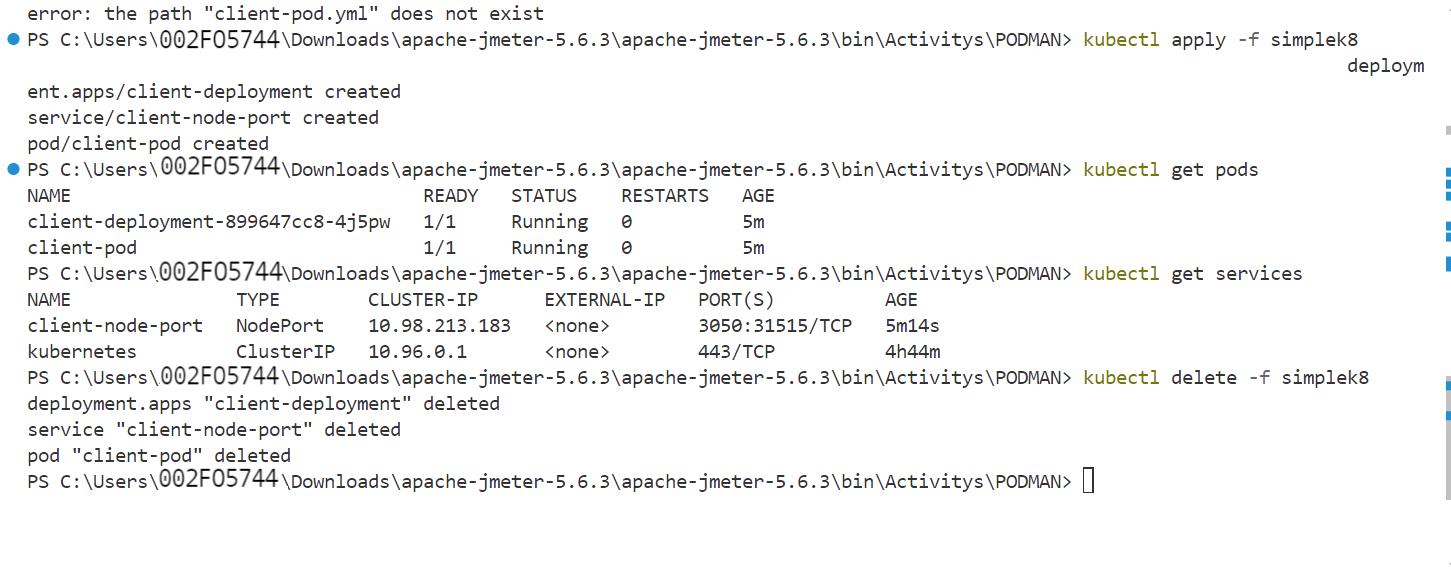 error: the path "client-pod.yml" does not exist
PS C:\Users\002FO5744\Downloads\apache-jmeter-5.6.3\apache-jmeter-5.6.3\bin\Activitys\PODMAN> kubectl apply -f simplek8
deploym
ent.apps/client-deployment created
service/client-node-port created
pod/client-pod created
PS C:\Users\002FO5744\Downloads\apache-jmeter-5.6.3\apache-jmeter-5.6.3\bin\Activitys\PODMAN> kubectl get pods
NAME READY STATUS RESTARTS AGE
client-deployment-899647cc8-4j5pw 1/1 Running 0 5m
client-pod 1/1 Running 0 5m
PS C:\Users\002FO5744\Downloads\apache-jmeter-5.6.3\apache-jmeter-5.6.3\bin\Activitys\PODMAN> kubectl get services
NAME TYPE CLUSTER-IP EXTERNAL-IP PORT(S) AGE
client-node-port NodePort 10.98.213.183 <none> 3050:31515/TCP 5m14s
kubernetes ClusterIP 10.96.0.1 <none> 443/TCP 4h44m
PS C:\Users\002FO5744\Downloads\apache-jmeter-5.6.3\apache-jmeter-5.6.3\bin\Activitys\PODMAN> kubectl delete -f simplek8
deployment.apps "client-deployment" deleted
service "client-node-port" deleted
pod "client-pod" deleted
PS C:\Users\002FO5744\Downloads\apache-jmeter-5.6.3\apache-jmeter-5.6.3\bin\Activitys\PODMAN>